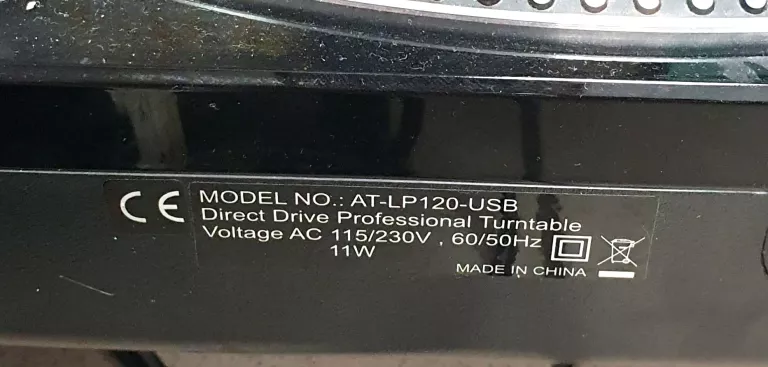 CE
MODEL NO.: AT-LP120-USB
Direct Drive Professional Turntable
Voltage AC 115/230V , 60/50Hz
11W
MADE IN CHINA